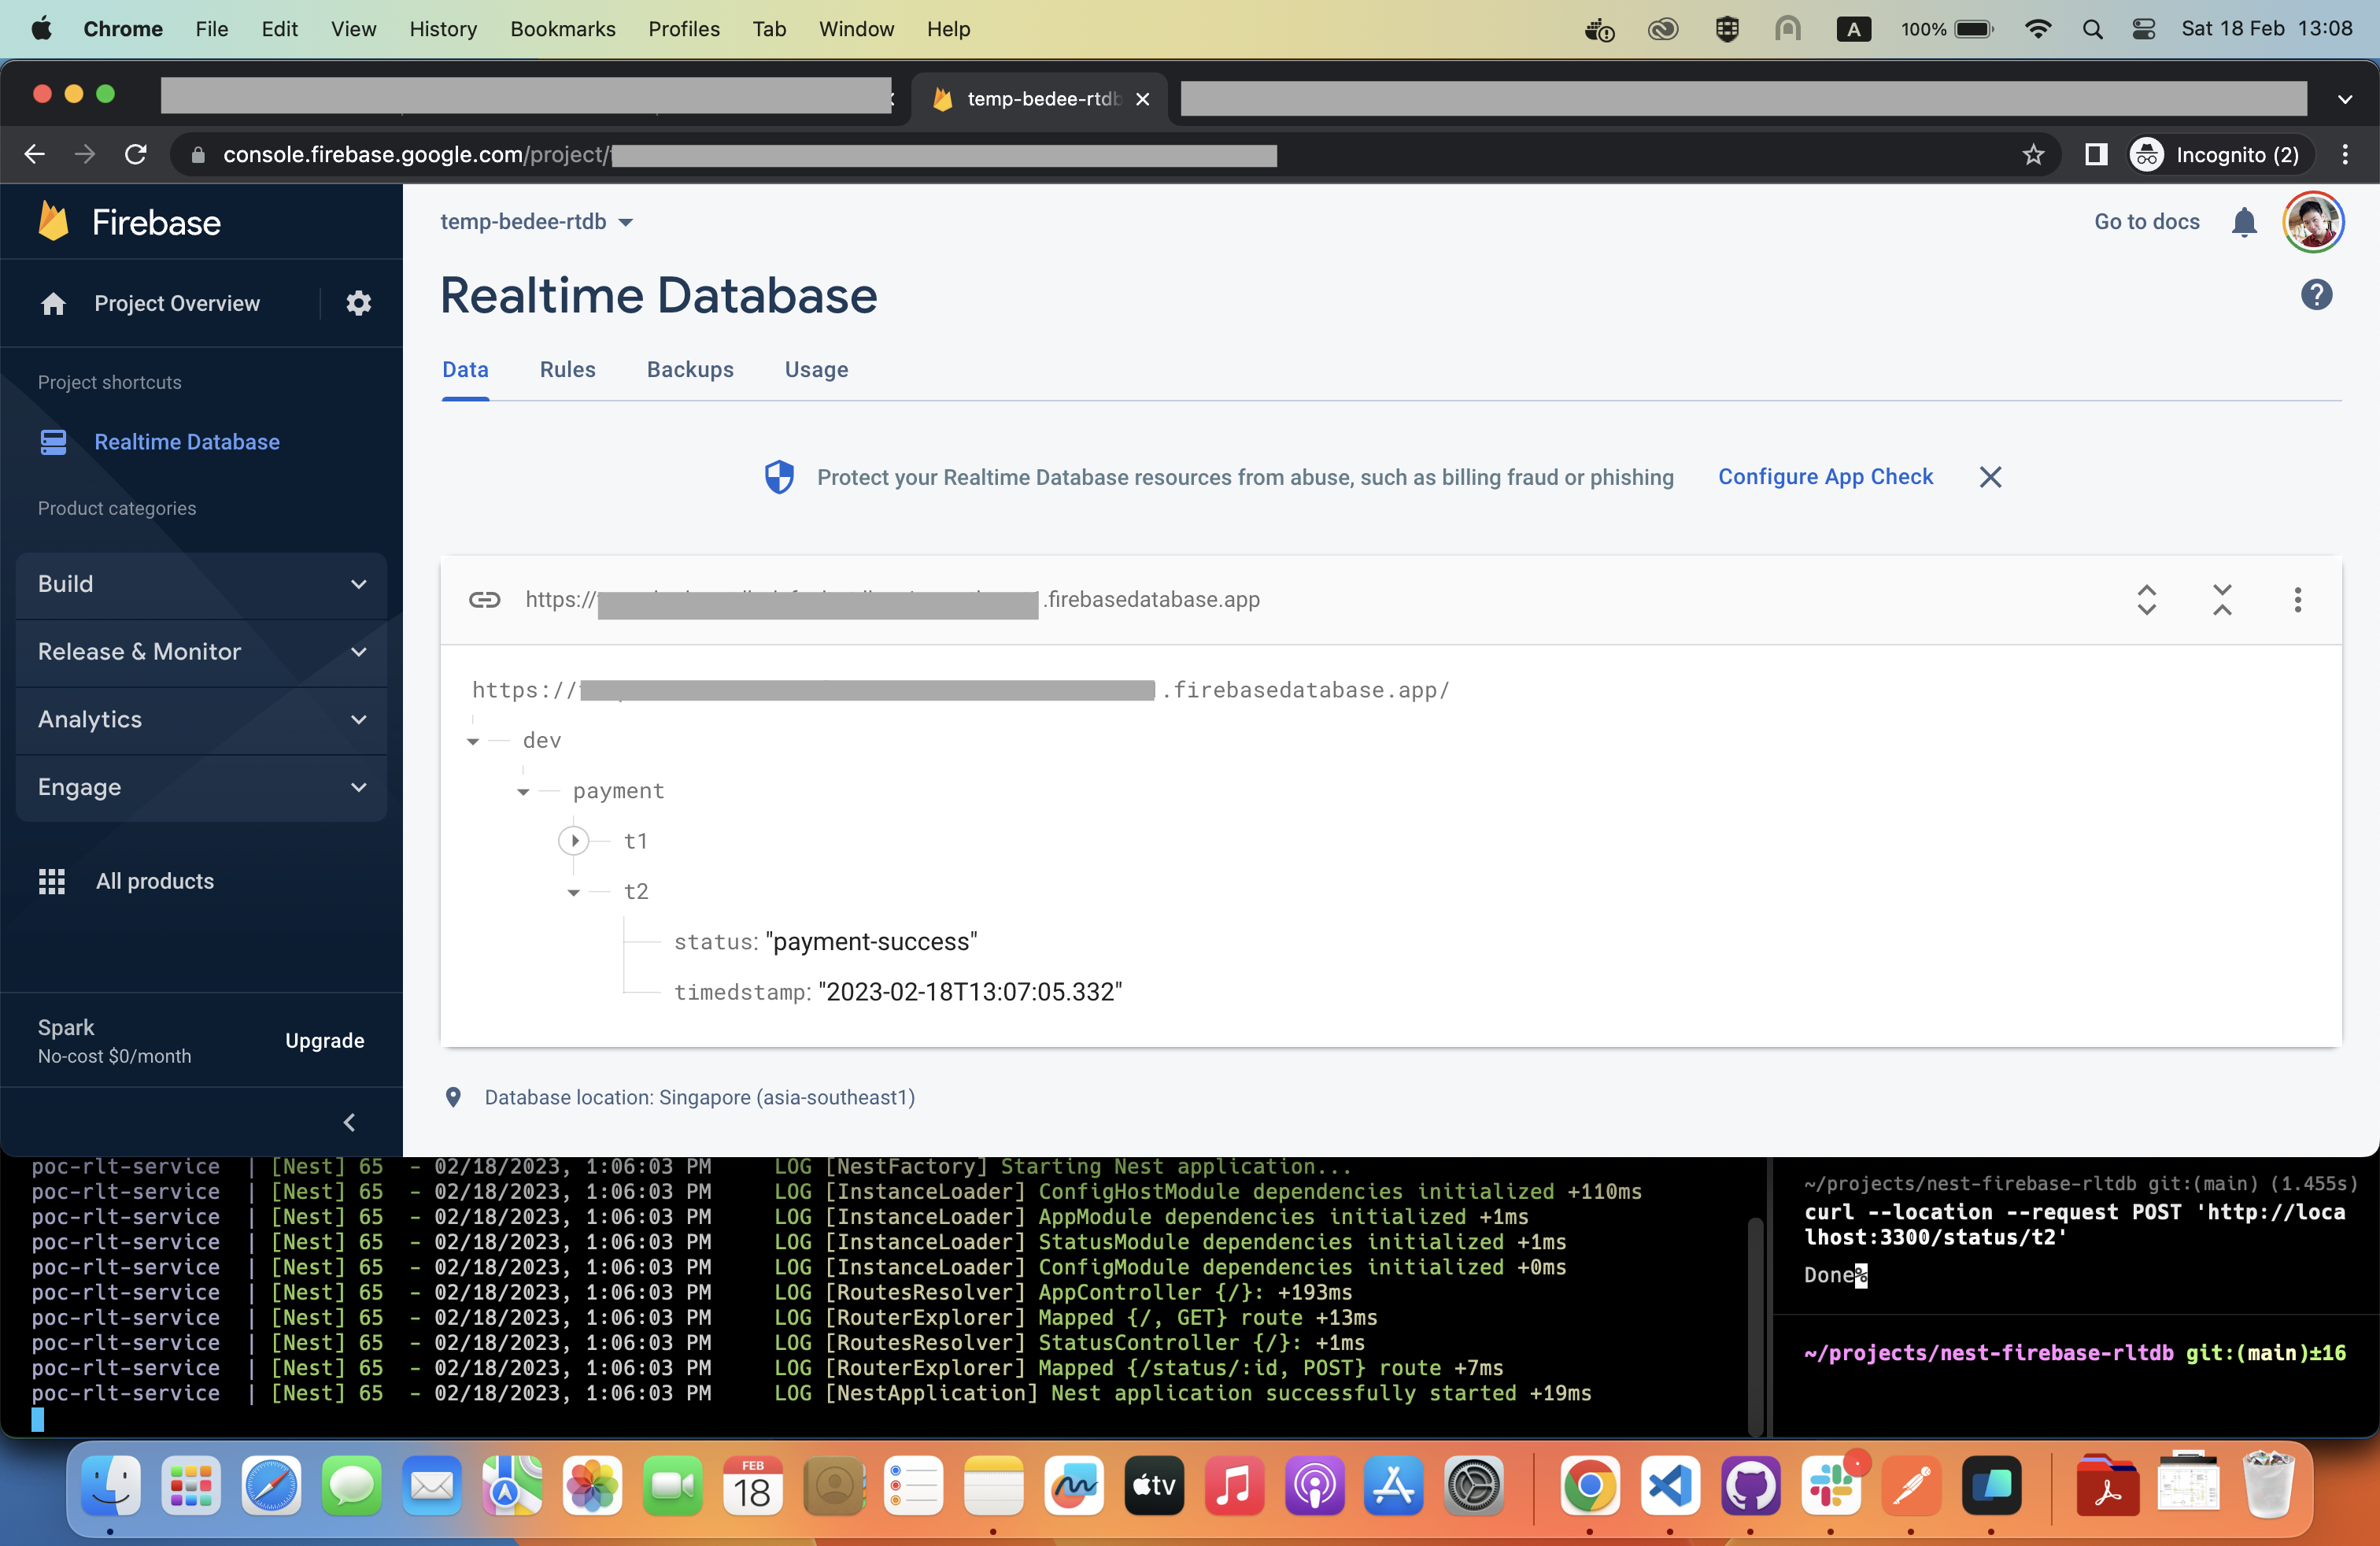 Chrome File Edit View History Bookmarks Profiles Tab Window Help A 100% Sat 18 Feb 13:08
temp-bedee-rtdb
console.firebase.google.com/project/
Incognito (2)
Firebase
Project Overview
Project shortcuts
Realtime Database
Product categories
Build
Release & Monitor
Analytics
Engage
All products
Spark
No-cost $0/month
Upgrade
temp-bedee-rtdb
Go to docs
Realtime Database
Data Rules Backups Usage
Protect your Realtime Database resources from abuse, such as billing fraud or phishing Configure App Check
https:// .firebasedatabase.app
https:// .firebasedatabase.app/
dev
payment
t1
t2
status: "payment-success"
timedstamp: "2023-02-18T13:07:05.332"
Database location: Singapore (asia-southeast1)
poc-rlt-service | [Nest] 65 - 02/18/2023, 1:06:03 PM LOG [NestFactory] Starting Nest application...
poc-rlt-service | [Nest] 65 - 02/18/2023, 1:06:03 PM LOG [InstanceLoader] ConfigHostModule dependencies initialized +110ms
poc-rlt-service | [Nest] 65 - 02/18/2023, 1:06:03 PM LOG [InstanceLoader] AppModule dependencies initialized +1ms
poc-rlt-service | [Nest] 65 - 02/18/2023, 1:06:03 PM LOG [InstanceLoader] StatusModule dependencies initialized +1ms
poc-rlt-service | [Nest] 65 - 02/18/2023, 1:06:03 PM LOG [InstanceLoader] ConfigModule dependencies initialized +0ms
poc-rlt-service | [Nest] 65 - 02/18/2023, 1:06:03 PM LOG [RoutesResolver] AppController {/}: +193ms
poc-rlt-service | [Nest] 65 - 02/18/2023, 1:06:03 PM LOG [RouterExplorer] Mapped {/, GET} route +13ms
poc-rlt-service | [Nest] 65 - 02/18/2023, 1:06:03 PM LOG [RoutesResolver] StatusController {/}: +1ms
poc-rlt-service | [Nest] 65 - 02/18/2023, 1:06:03 PM LOG [RouterExplorer] Mapped {/status/:id, POST} route +7ms
poc-rlt-service | [Nest] 65 - 02/18/2023, 1:06:03 PM LOG [NestApplication] Nest application successfully started +19ms
~/projects/nest-firebase-rltdb git:(main) (1.455s)
curl --location --request POST 'http://loca
lhost:3300/status/t2'
Done%
~/projects/nest-firebase-rltdb git:(main)±16
FEB
18
tv